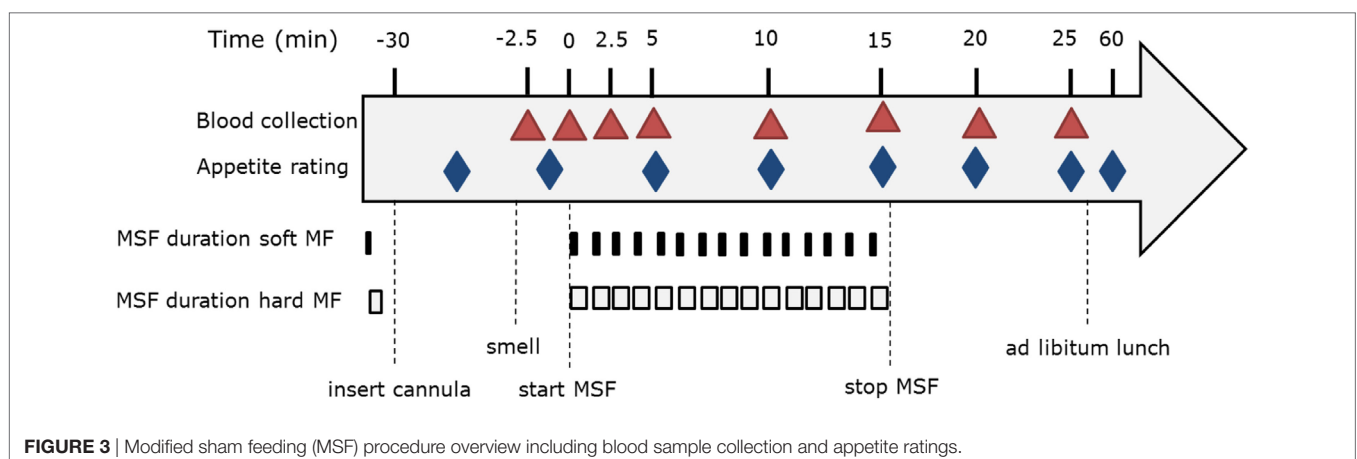 Time (min) -30 -2.5 0 2.5 5 10 15 20 25 60
Blood collection
Appetite rating
MSF duration soft MF
MSF duration hard MF
smell
ad libitum lunch
insert cannula
start MSF
stop MSF
FIGURE 3 | Modified sham feeding (MSF) procedure overview including blood sample collection and appetite ratings.